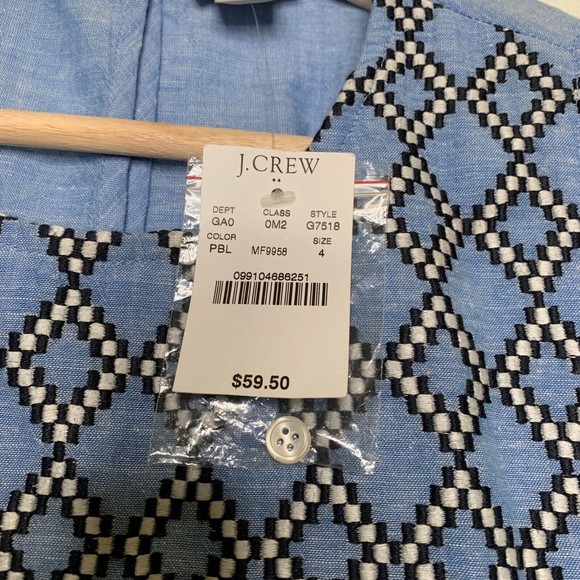 J.CREW
DEPT CLASS STYLE
GA0 0M2 G7518
COLOR SIZE
PBL MF9958 4
099104686251
$59.50